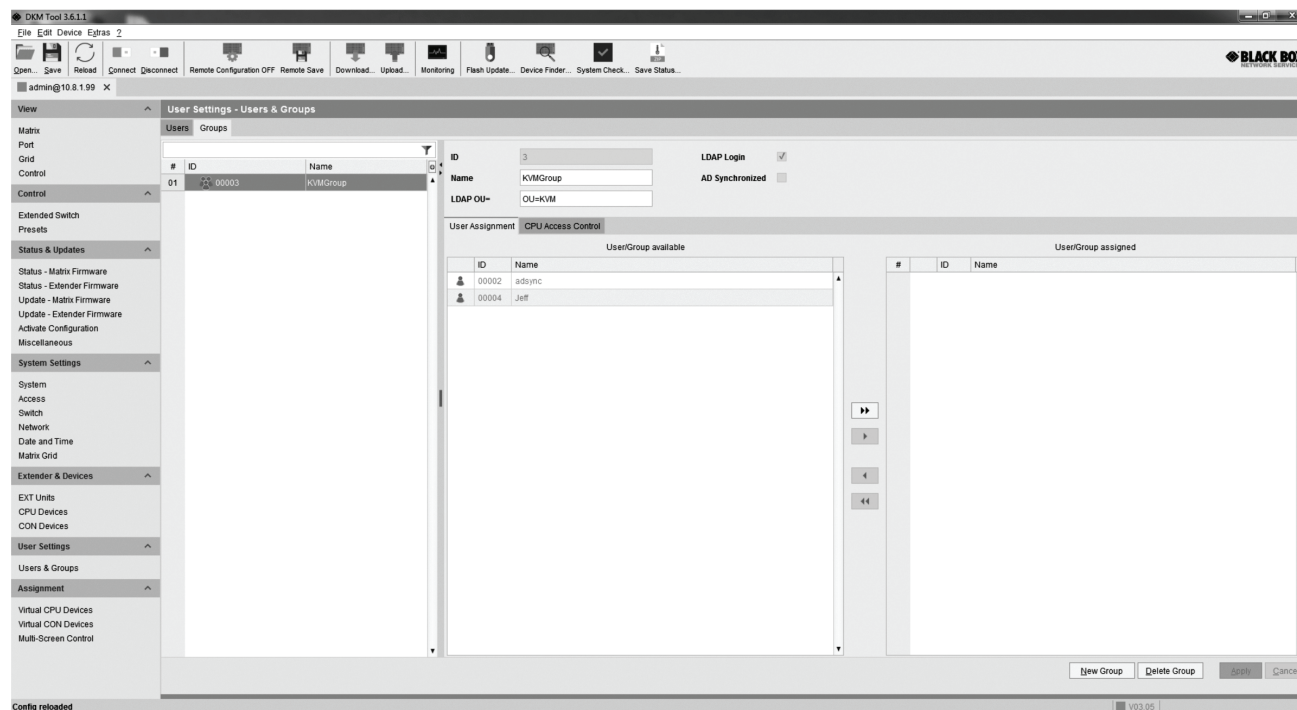 DKM Tool 3.6.1.1
File Edit Device Extras ?
Open... Save Reload Connect Disconnect Remote Configuration OFF Remote Save Download... Upload... Monitoring Flash Update... Device Finder... System Check... Save Status...
BLACK BOX
NETWORK SERVICES
admin@10.8.1.99 X
View
Matrix
Port
Grid
Control
Control
Extended Switch
Presets
Status & Updates
Status - Matrix Firmware
Status - Extender Firmware
Update - Matrix Firmware
Update - Extender Firmware
Activate Configuration
Miscellaneous
System Settings
System
Access
Switch
Network
Date and Time
Matrix Grid
Extender & Devices
EXT Units
CPU Devices
CON Devices
User Settings
Users & Groups
Assignment
Virtual CPU Devices
Virtual CON Devices
Multi-Screen Control
User Settings - Users & Groups
Users Groups
# ID Name
01 00003 KVMGroup
ID 3 LDAP Login
Name KVMGroup AD Synchronized
LDAP OU= OU=KVM
User Assignment CPU Access Control
User/Group available
ID Name
00002 adsync
00004 Jeff
User/Group assigned
# ID Name
New Group Delete Group Apply Cance
Config reloaded
V03.05